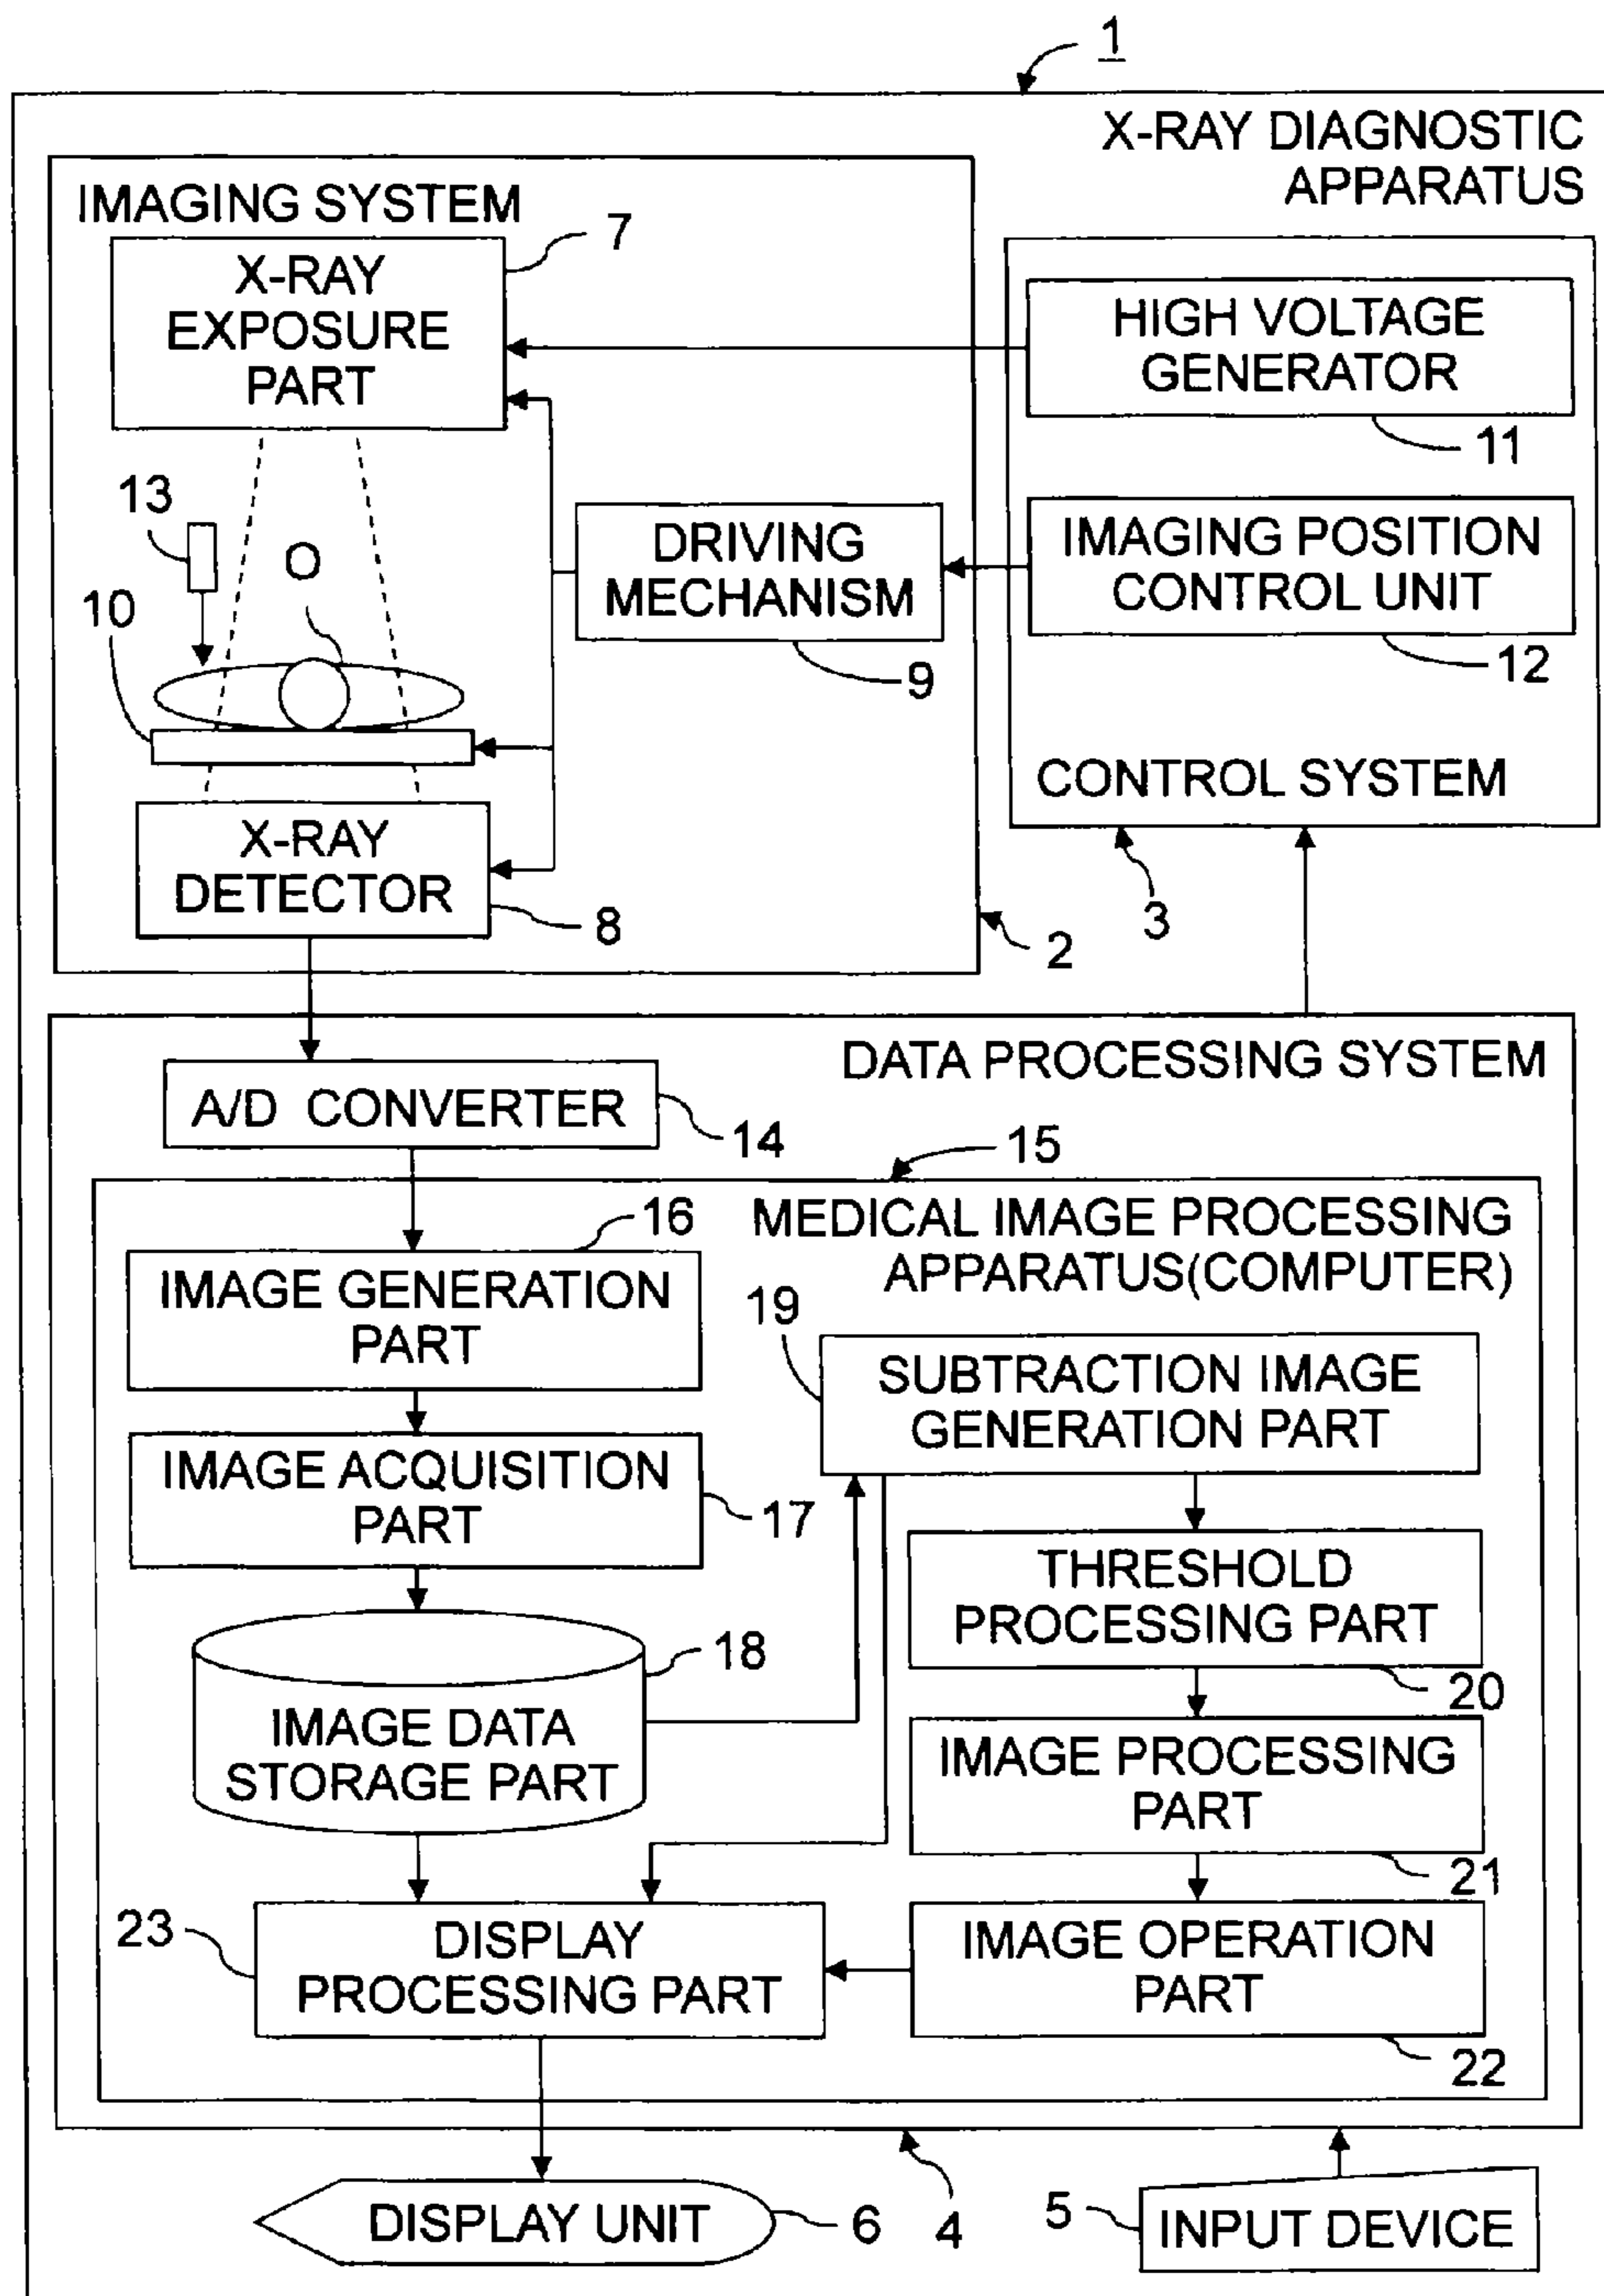 1
X-RAY DIAGNOSTIC
APPARATUS
IMAGING SYSTEM
7
X-RAY
EXPOSURE
PART
HIGH VOLTAGE
GENERATOR
11
13
O
10
DRIVING
MECHANISM
9
IMAGING POSITION
CONTROL UNIT
12
CONTROL SYSTEM
3
X-RAY
DETECTOR
8
2
DATA PROCESSING SYSTEM
A/D CONVERTER
14
15
MEDICAL IMAGE PROCESSING
APPARATUS(COMPUTER)
16
IMAGE GENERATION
PART
19
SUBTRACTION IMAGE
GENERATION PART
IMAGE ACQUISITION
PART
17
THRESHOLD
PROCESSING PART
20
18
IMAGE DATA
STORAGE PART
IMAGE PROCESSING
PART
21
23
DISPLAY
PROCESSING PART
IMAGE OPERATION
PART
22
DISPLAY UNIT
6
4
5
INPUT DEVICE